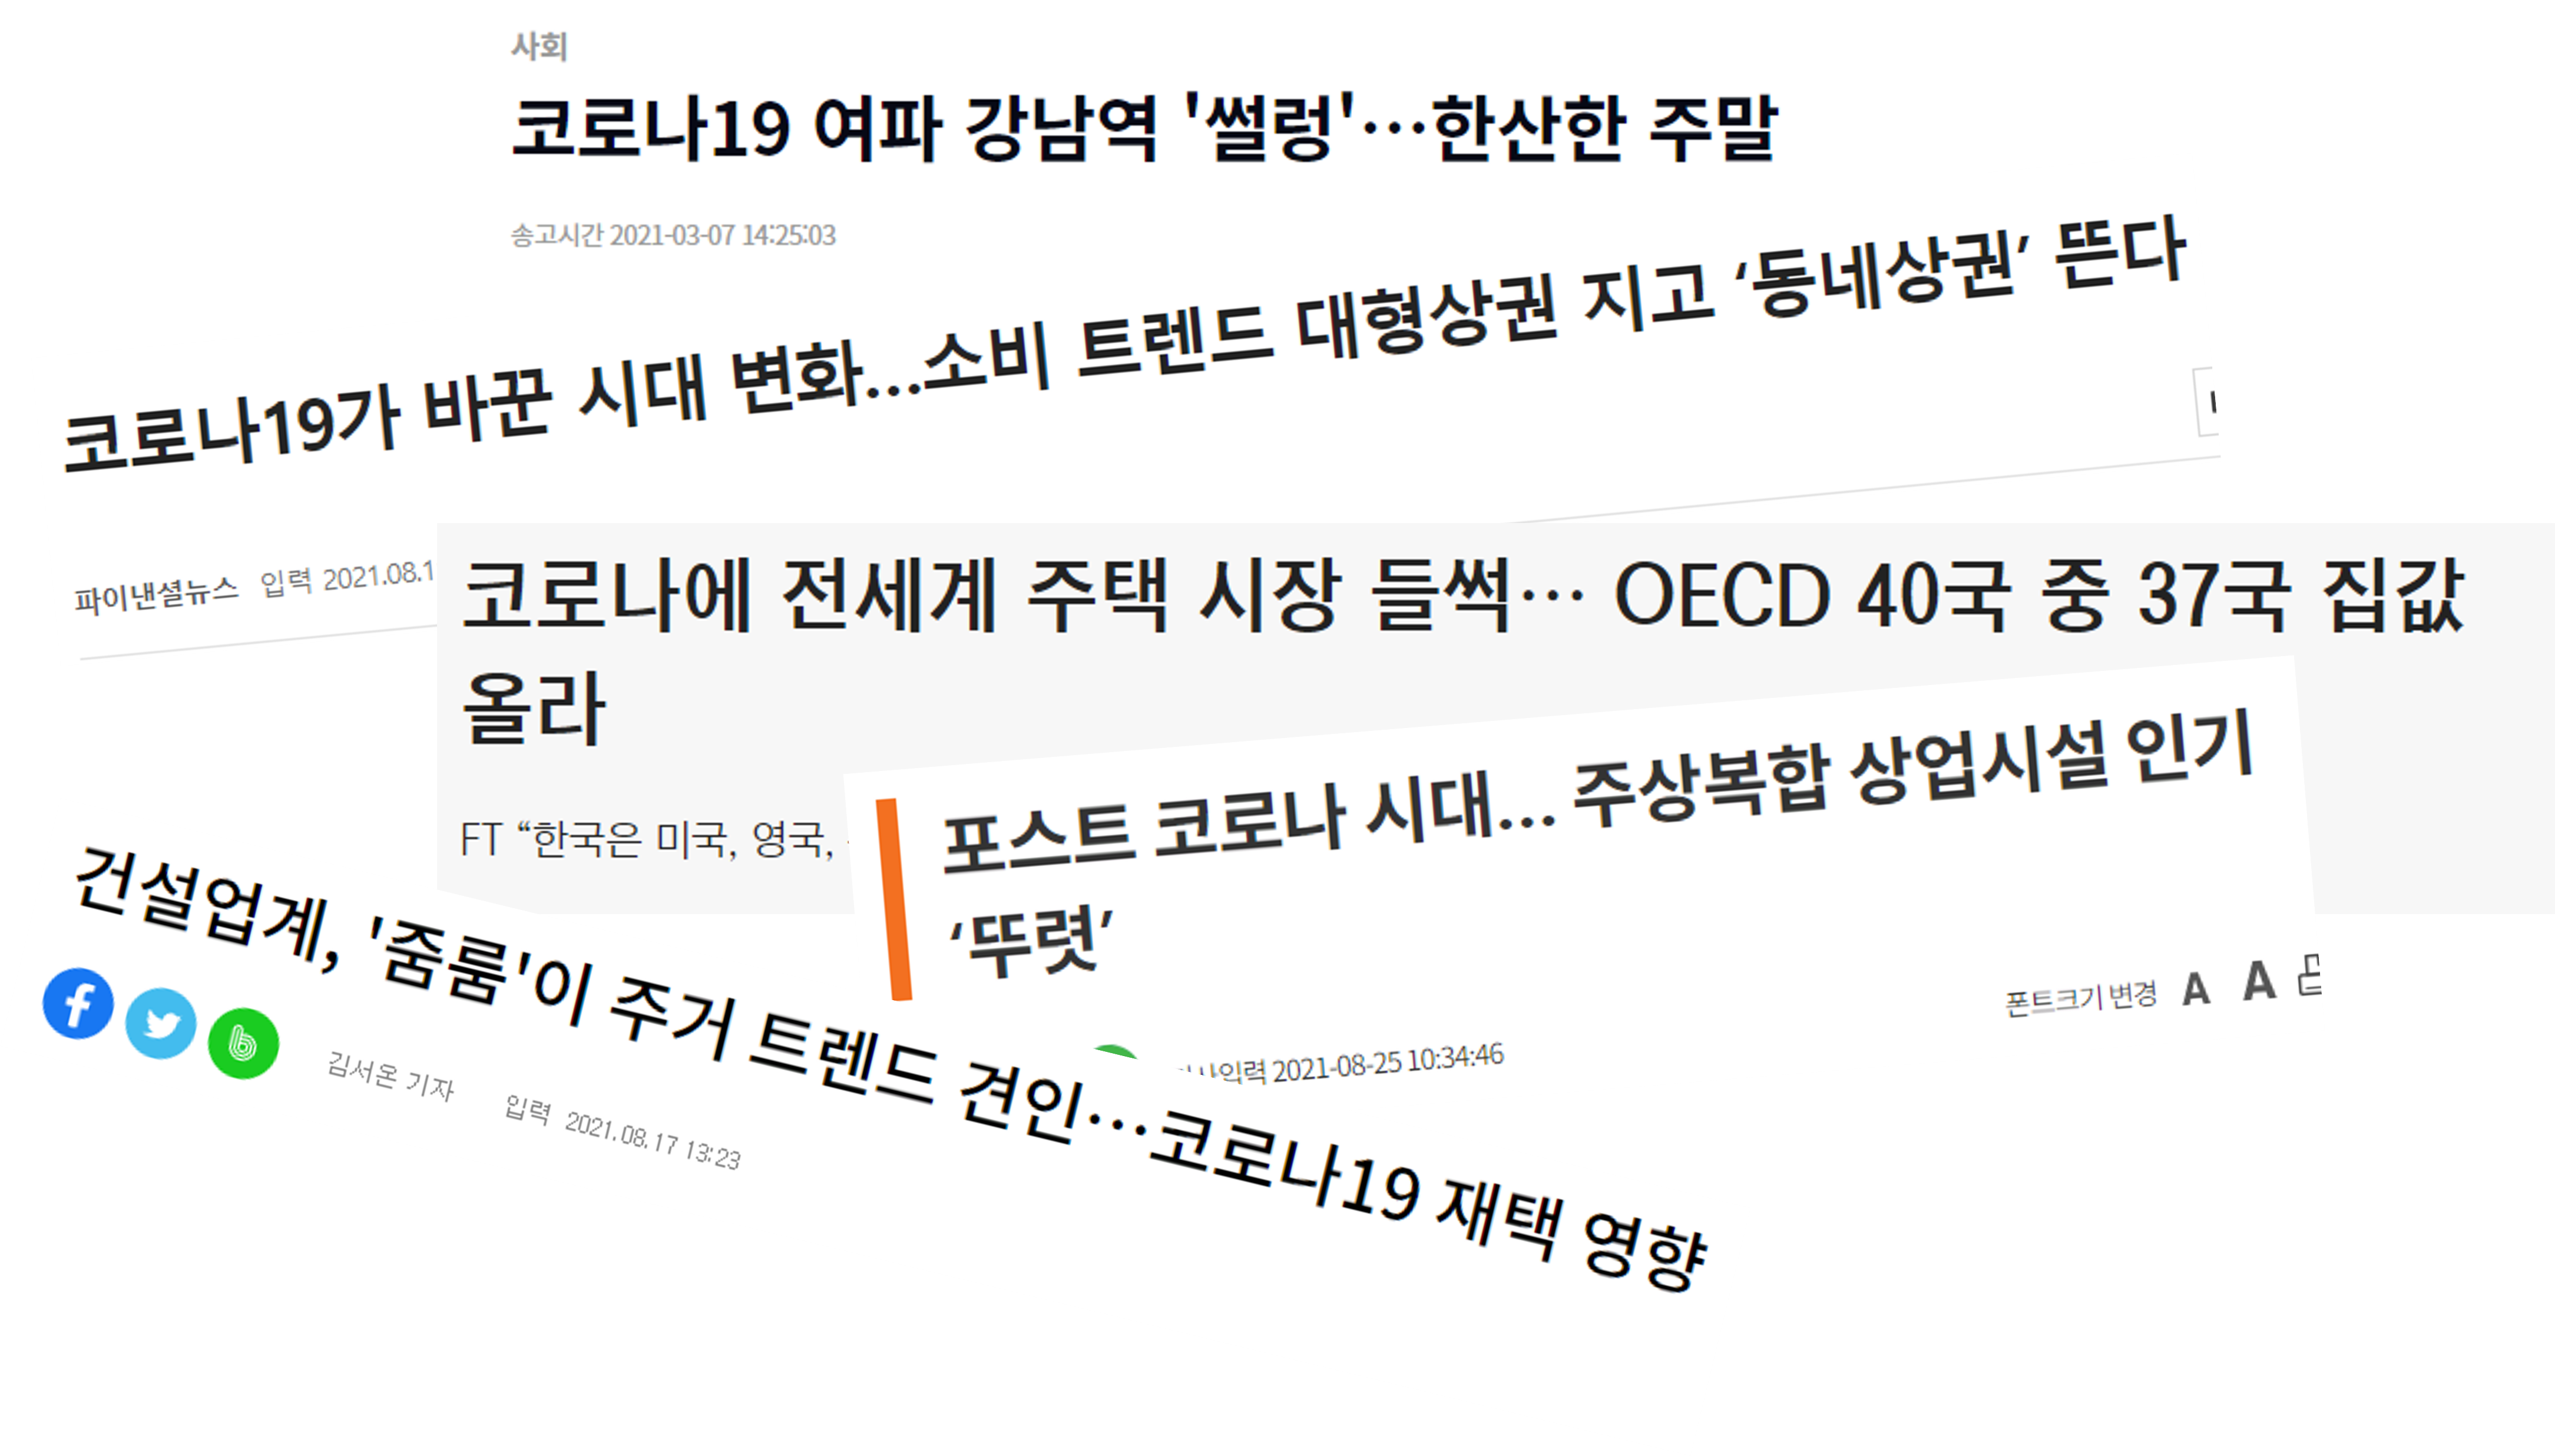 사회
코로나19 여파 강남역 '썰렁'…한산한 주말
송고시간 2021-03-07 14:25:03
코로나19가 바꾼 시대 변화...소비 트렌드 대형상권 지고 ‘동네상권’ 뜬다
파이낸셜뉴스 입력 2021.08.1
코로나에 전세계 주택 시장 들썩… OECD 40국 중 37국 집값
올라
FT “한국은 미국, 영국,
포스트 코로나 시대... 주상복합 상업시설 인기
‘뚜렷’
폰트크기 변경 A A
입력 2021-08-25 10:34:46
건설업계, '줌룸'이 주거 트렌드 견인…코로나19 재택 영향
김서온 기자 입력 2021.08.17 13:23